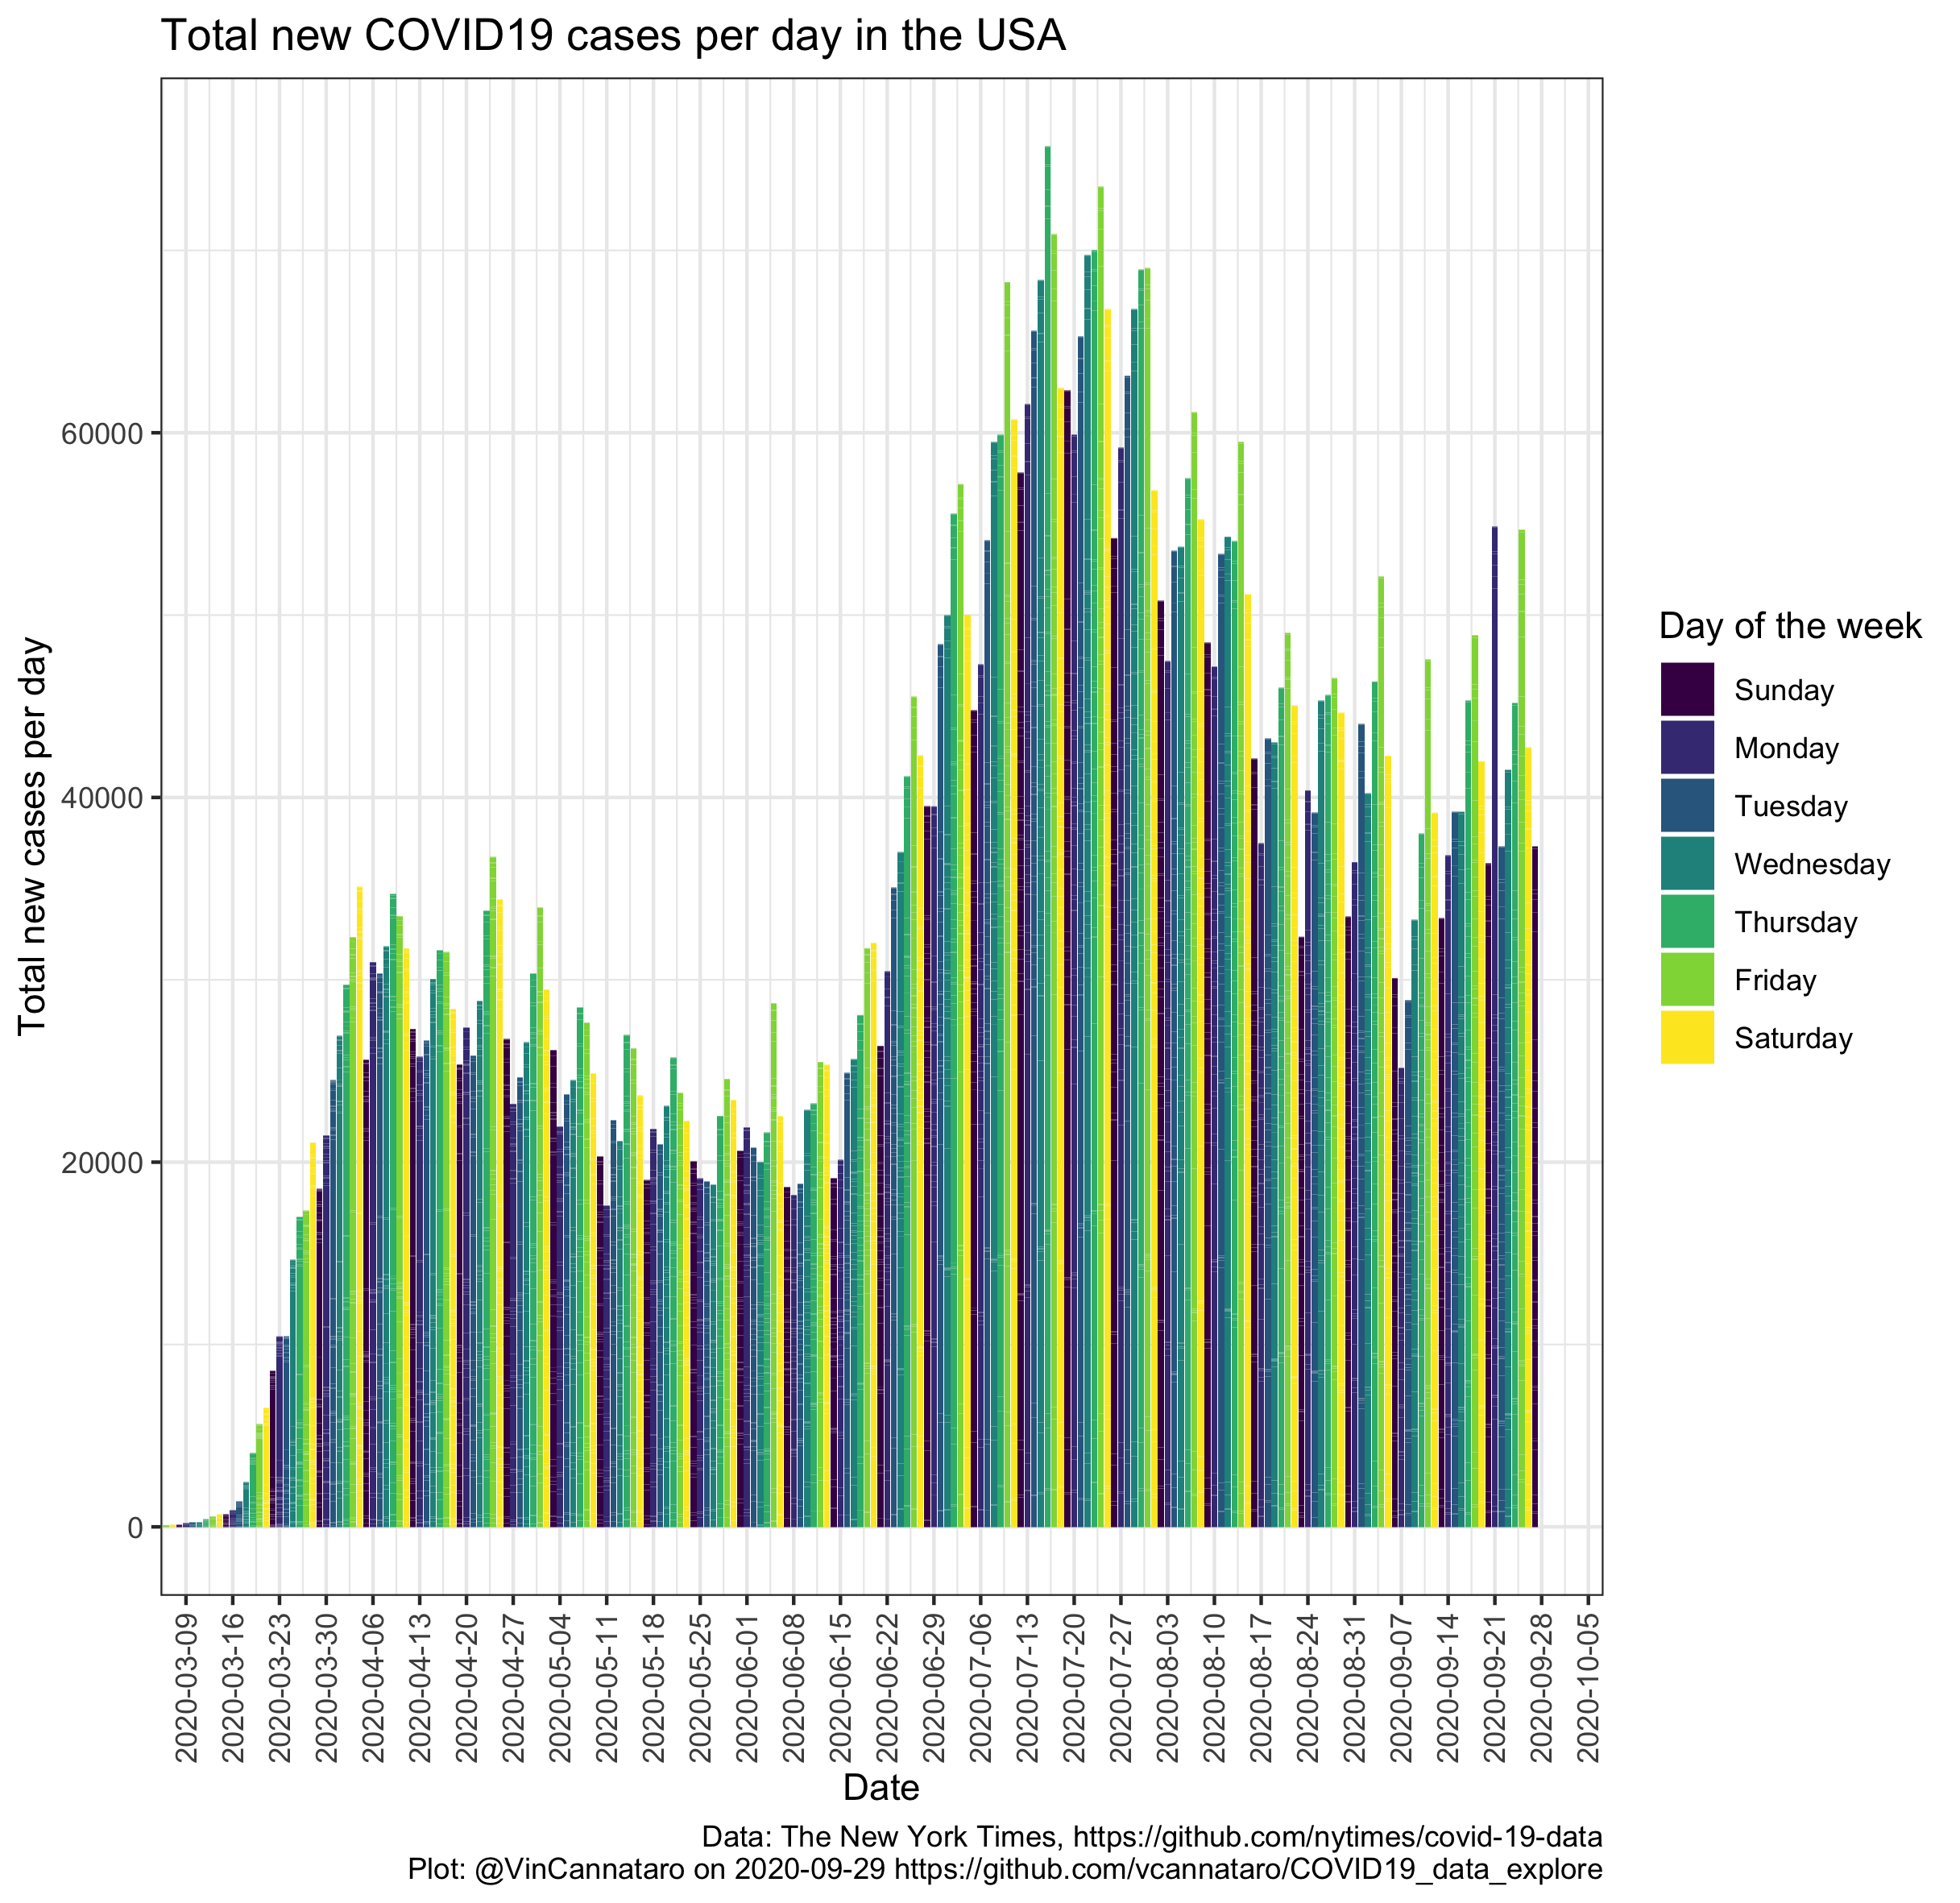 Total new COVID19 cases per day in the USA
Total new cases per day
60000
40000
20000
0
2020-03-09
2020-03-16
2020-03-23
2020-03-30
2020-04-06
2020-04-13
2020-04-20
2020-04-27
2020-05-04
2020-05-11
2020-05-18
2020-05-25
2020-06-01
2020-06-08
2020-06-15
2020-06-22
2020-06-29
2020-07-06
2020-07-13
2020-07-20
2020-07-27
2020-08-03
2020-08-10
2020-08-17
2020-08-24
2020-08-31
2020-09-07
2020-09-14
2020-09-21
2020-09-28
2020-10-05
Date
Day of the week
Sunday
Monday
Tuesday
Wednesday
Thursday
Friday
Saturday
Data: The New York Times, https://github.com/nytimes/covid-19-data
Plot: @VinCannataro on 2020-09-29 https://github.com/vcannataro/COVID19_data_explore